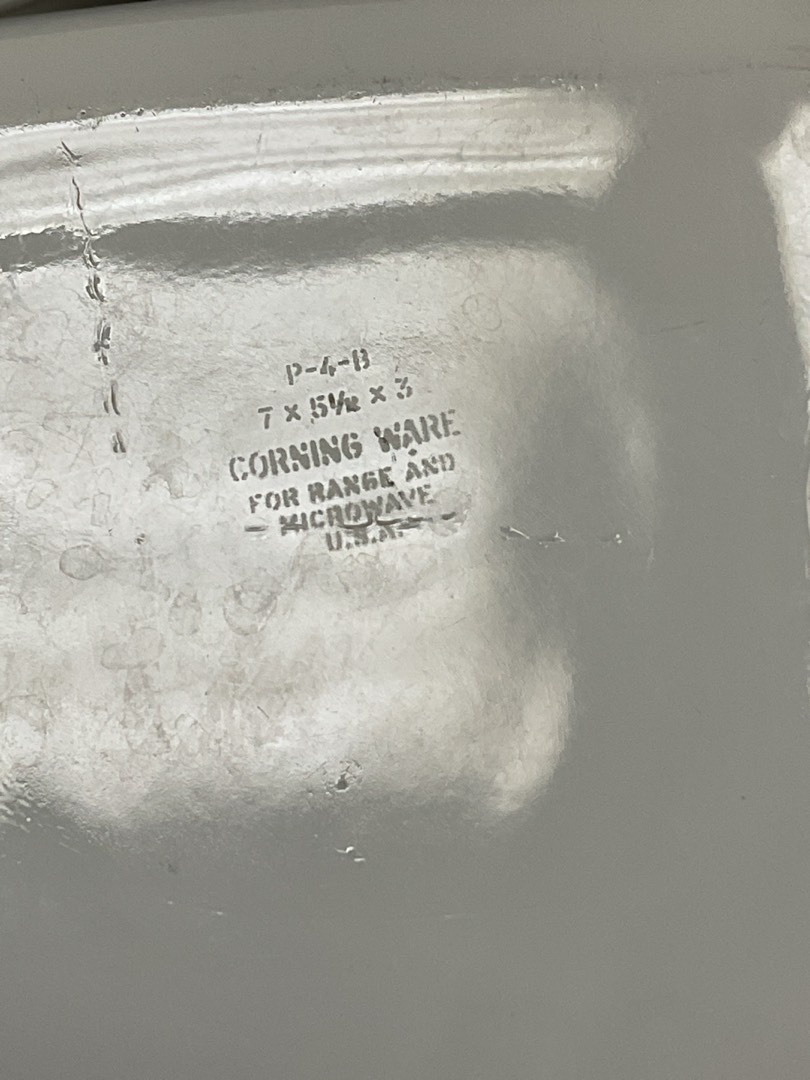 P-4-B
7 x 5½ x 3
CORNING WARE
FOR RANGE AND
MICROWAVE
U.S.A.